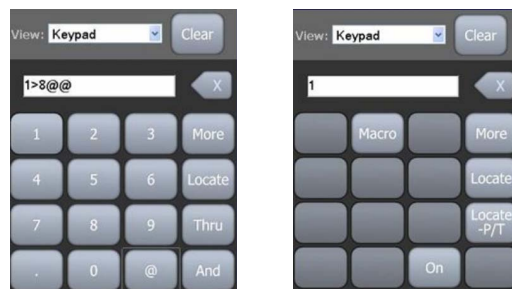 View: Keypad Clear
1>8@@ X
1 2 3 More
4 5 6 Locate
7 8 9 Thru
. 0 @ And
View: Keypad Clear
1 X
Macro More
Locate
Locate
-P/T
On